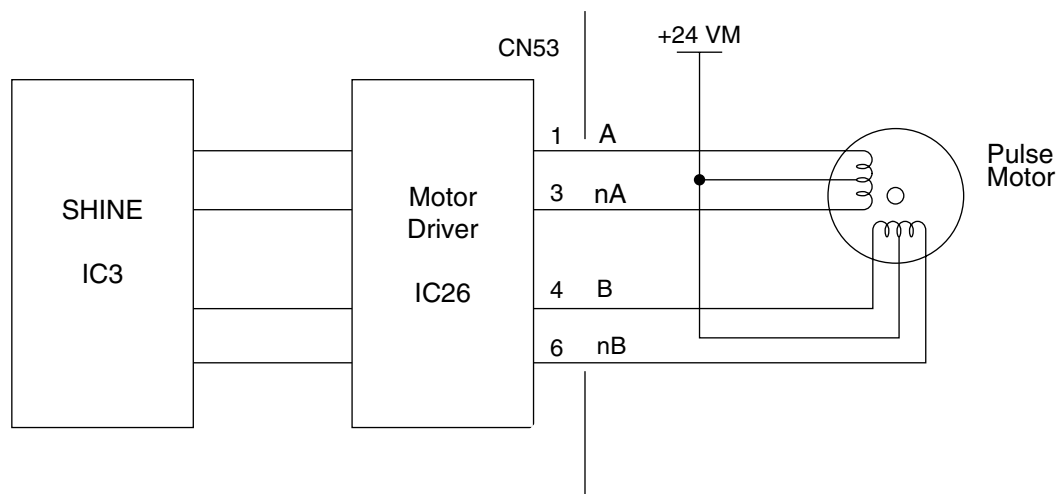 CN53
+24 VM
1 A
3 nA
4 B
6 nB
SHINE
IC3
Motor
Driver
IC26
Pulse
Motor